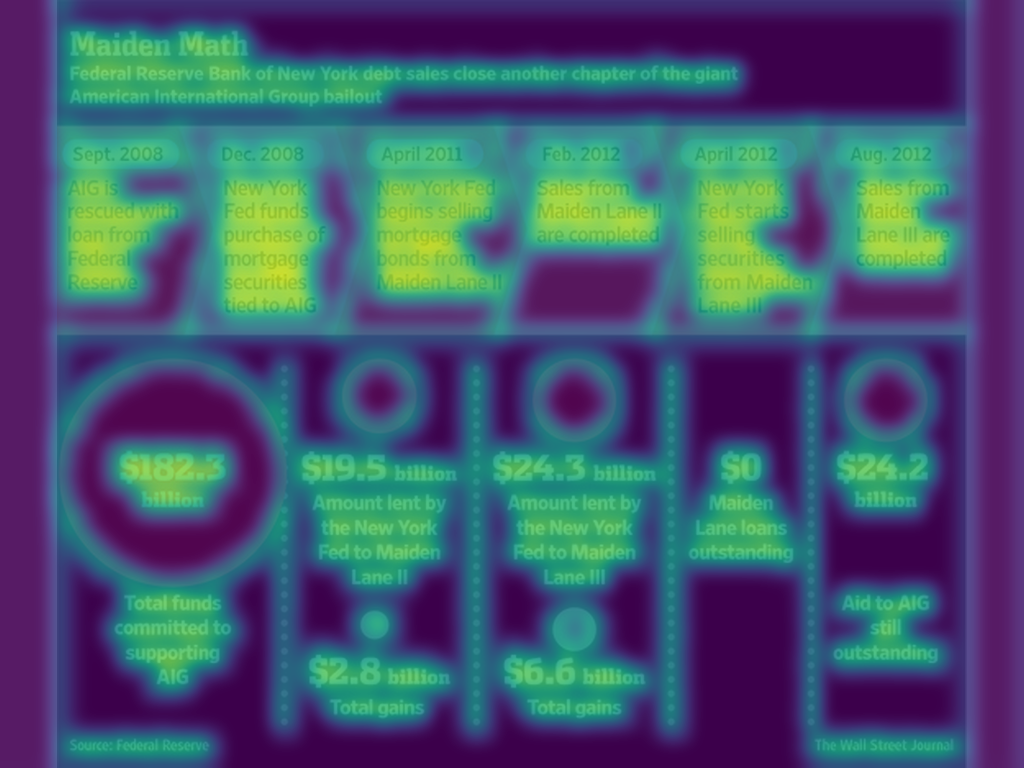 Maiden Math
Federal Reserve Bank of New York debt sales close another chapter of the giant
American International Group bailout
Sept. 2008
AIG is
rescued with
loan from
Federal
Reserve
Dec. 2008
New York
Fed funds
purchase of
mortgage
securities
tied to AIG
April 2011
New York Fed
begins selling
mortgage
bonds from
Maiden Lane II
Feb. 2012
Sales from
Maiden Lane II
are completed
April 2012
New York
Fed starts
selling
securities
from Maiden
Lane III
Aug. 2012
Sales from
Maiden
Lane III are
completed
$182.3
billion
Total funds
committed to
supporting
AIG
$19.5 billion
Amount lent by
the New York
Fed to Maiden
Lane II
$2.8 billion
Total gains
$24.3 billion
Amount lent by
the New York
Fed to Maiden
Lane III
$6.6 billion
Total gains
$0
Maiden
Lane loans
outstanding
$24.2
billion
Aid to AIG
still
outstanding
Source: Federal Reserve
The Wall Street Journal